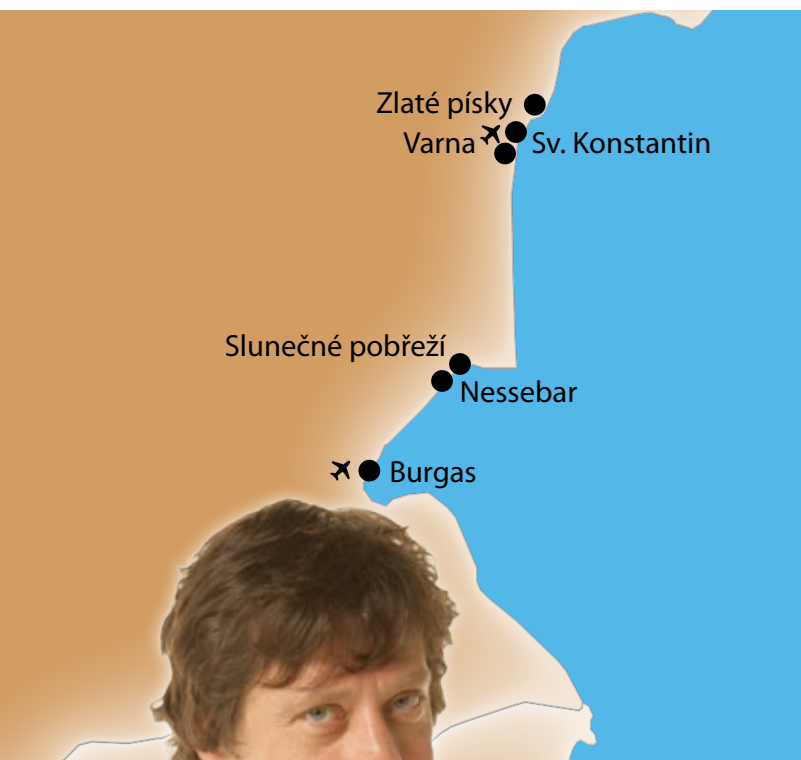 Zlaté písky
Varna
Sv. Konstantin
Slunečné pobřeží
Nessebar
Burgas